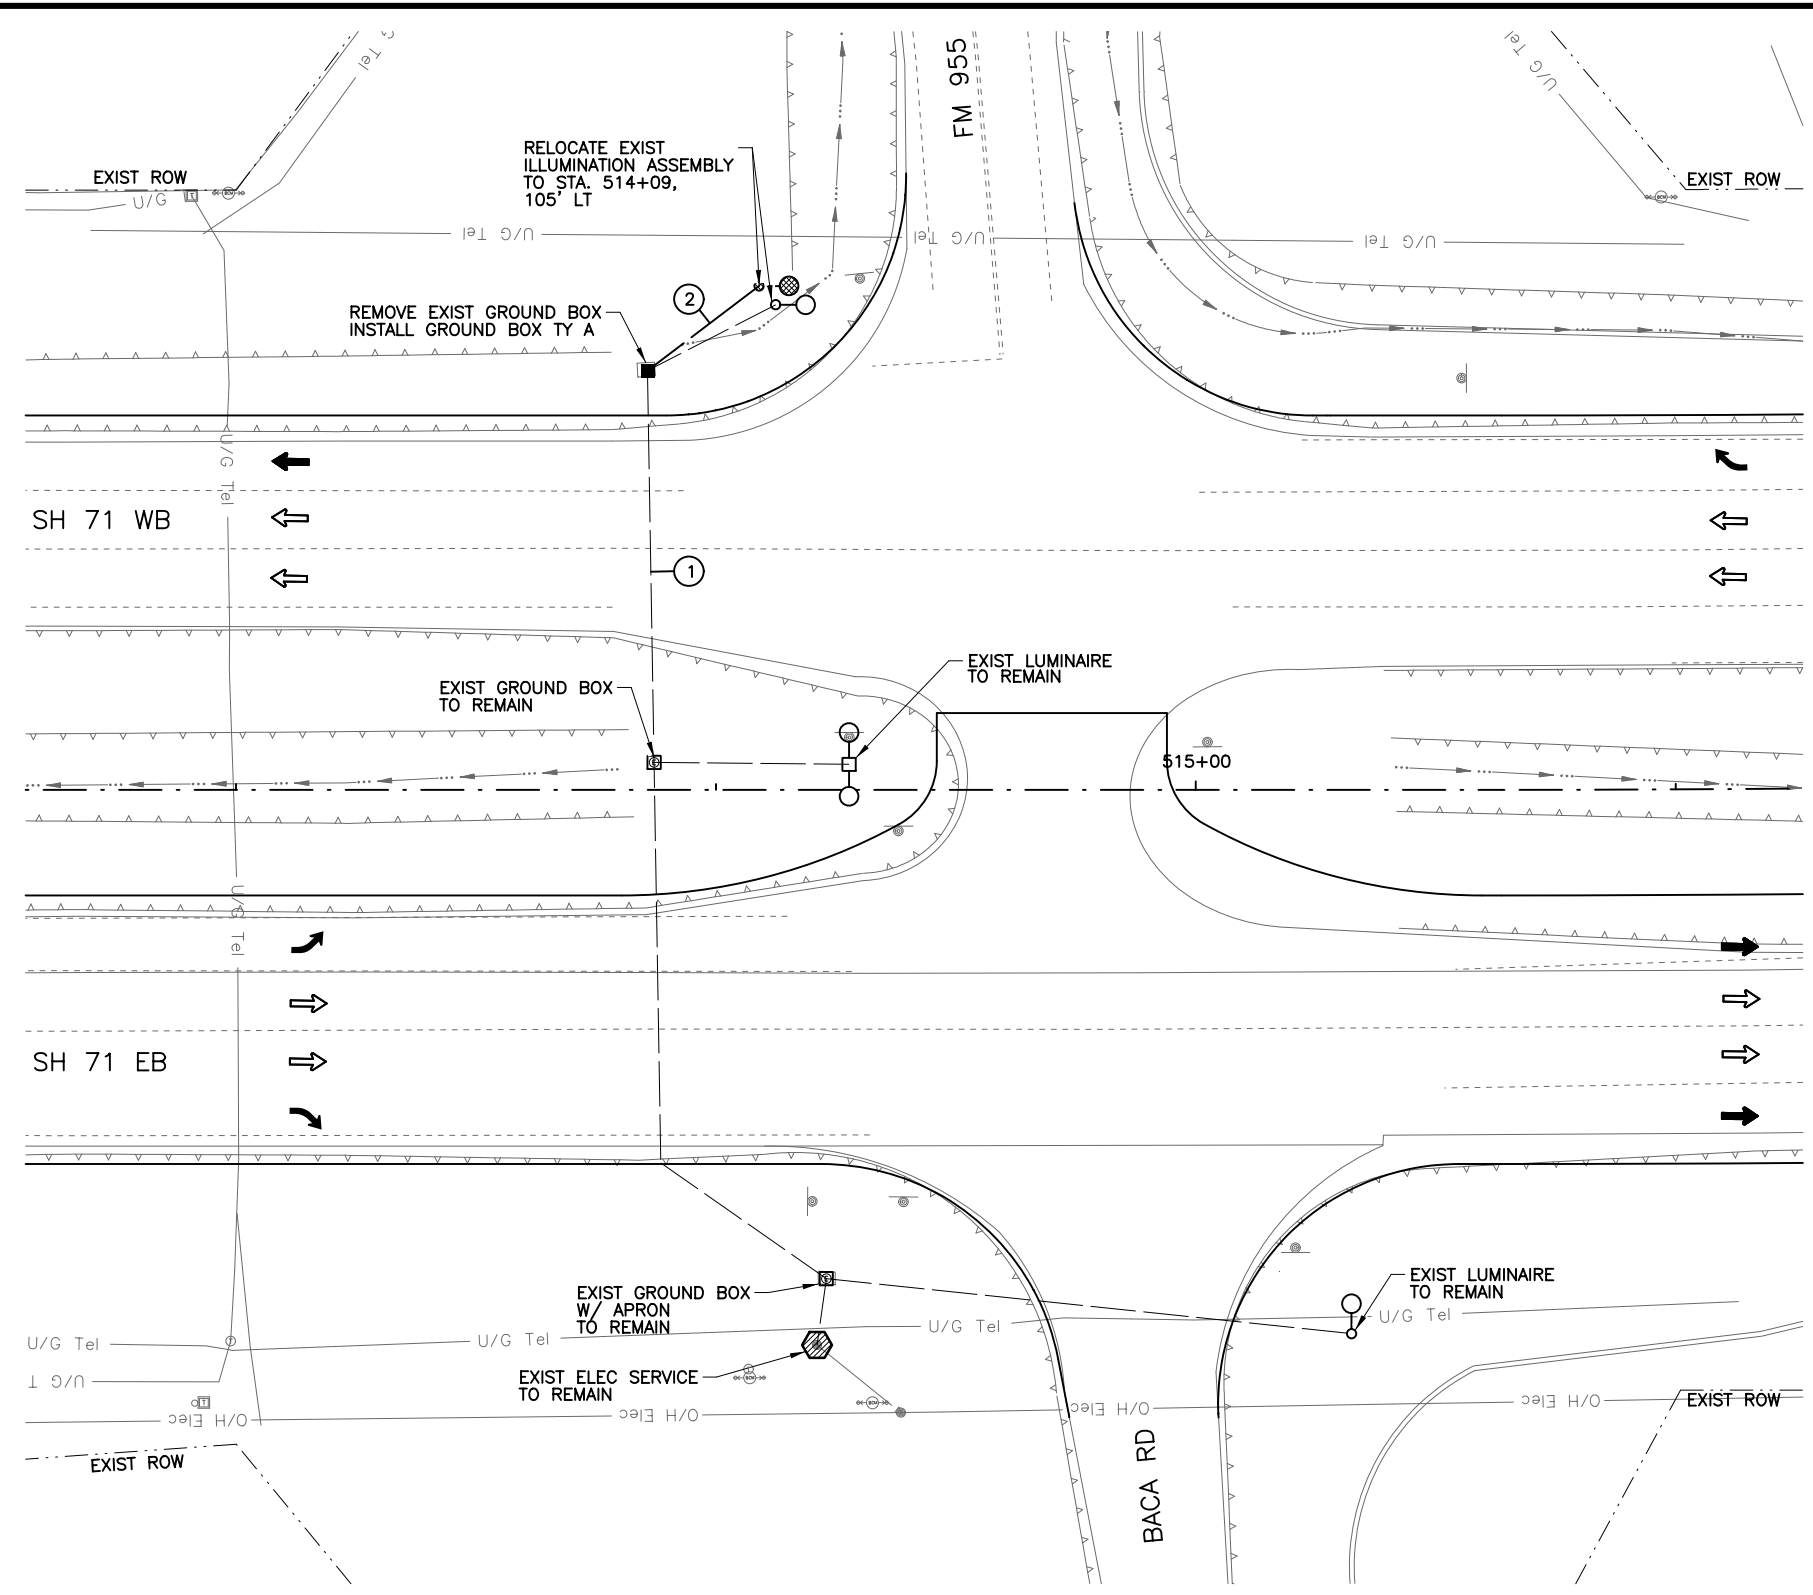 U/G Tel
FM 955
U/G Tel
RELOCATE EXIST
ILLUMINATION ASSEMBLY
TO STA. 514+09,
105' LT
EXIST ROW
U/G
T
EXIST ROW
U/G Tel
U/G Tel
U/G Tel
2
REMOVE EXIST GROUND BOX
INSTALL GROUND BOX TY A
U/G Tel
SH 71 WB
1
EXIST LUMINAIRE
TO REMAIN
EXIST GROUND BOX
TO REMAIN
515+00
U/G Tel
SH 71 EB
EXIST GROUND BOX
W/ APRON
TO REMAIN
EXIST LUMINAIRE
TO REMAIN
U/G Tel
U/G Tel
U/G Tel
U/G Tel
T
EXIST ELEC SERVICE
TO REMAIN
U/G T
T
O/H Elec
O/H Elec
O/H Elec
O/H Elec
EXIST ROW
EXIST ROW
BACA RD